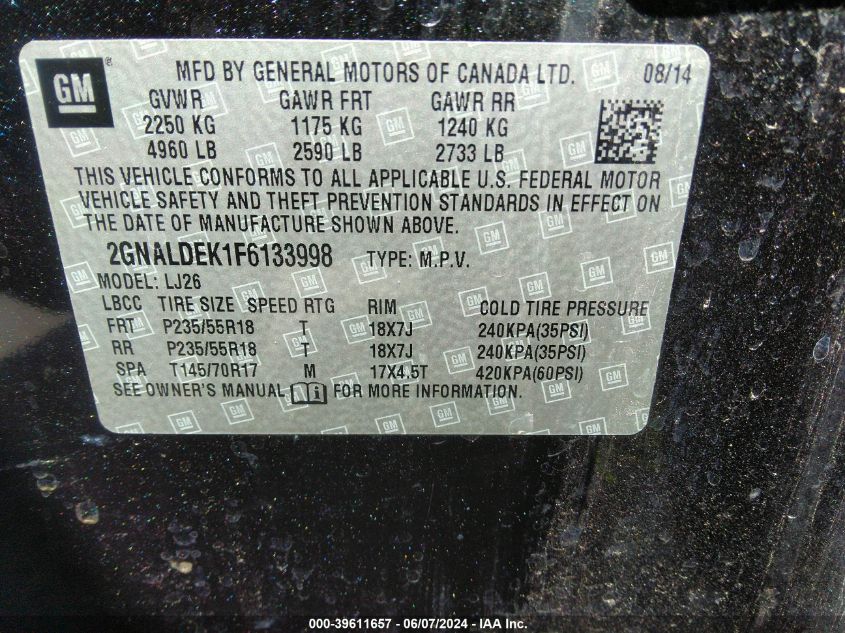 GM
MFD BY GENERAL MOTORS OF CANADA LTD. 08/14
GVWR GAWR FRT GAWR RR
2250 KG 1175 KG 1240 KG
4960 LB 2590 LB 2733 LB
THIS VEHICLE CONFORMS TO ALL APPLICABLE U.S. FEDERAL MOTOR
VEHICLE SAFETY AND THEFT PREVENTION STANDARDS IN EFFECT ON
THE DATE OF MANUFACTURE SHOWN ABOVE.
2GNALDEK1F6133998 TYPE: M.P.V.
MODEL: LJ26
LBCC TIRE SIZE SPEED RTG RIM COLD TIRE PRESSURE
FRT P235/55R18 T 18X7J 240KPA(35PSI)
RR P235/55R18 T 18X7J 240KPA(35PSI)
SPA T145/70R17 M 17X4.5T 420KPA(60PSI)
SEE OWNER'S MANUAL FOR MORE INFORMATION.
000-39611657 - 06/07/2024 - IAA Inc.